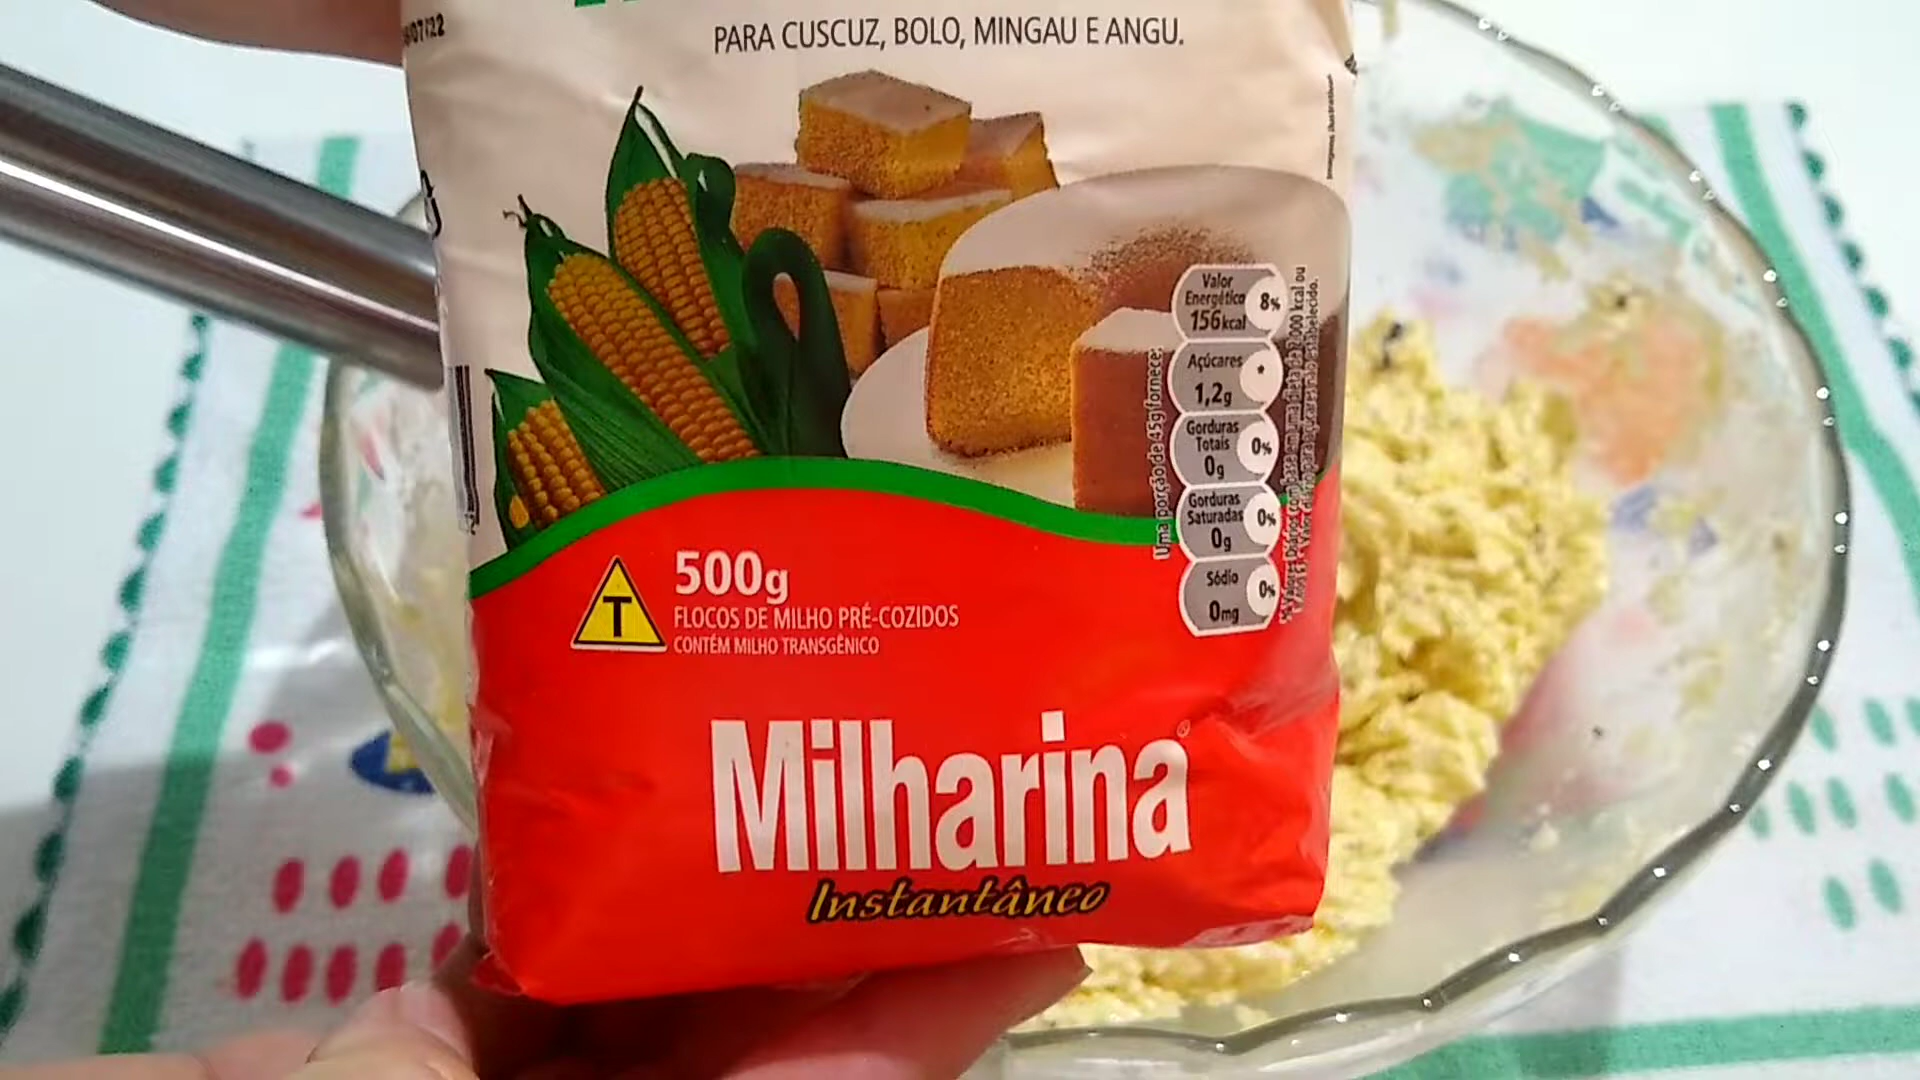 07/22
PARA CUSCUZ, BOLO, MINGAU E ANGU.
Valor
Energético
156kcal
8%
Açúcares
1,2g
*
Gorduras
Totais
0g
0%
Gorduras
Saturadas
0g
0%
Sódio
0mg
0%
Uma porção de 45g fornece:
T
500g
FLOCOS DE MILHO PRÉ-COZIDOS
CONTÉM MILHO TRANSGÊNICO
Milharina®
Instantâneo